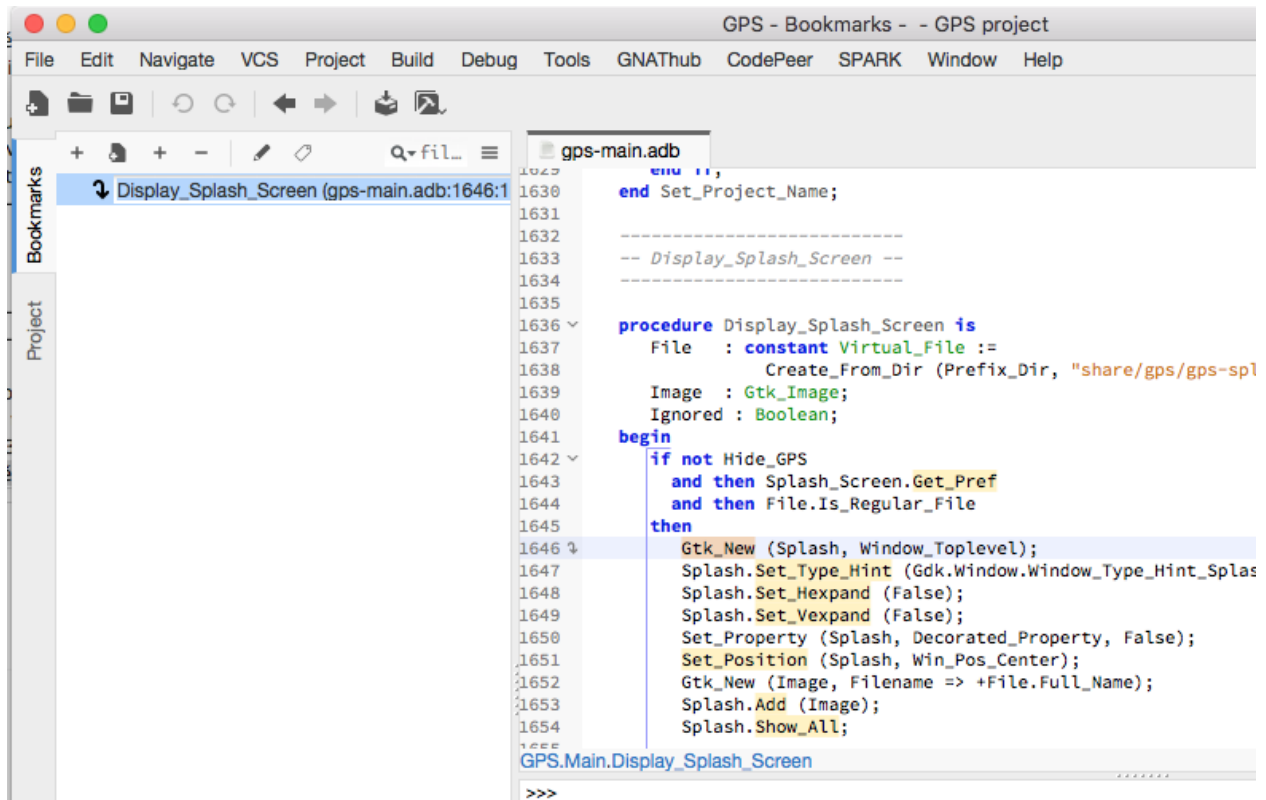 GPS - Bookmarks - - GPS project
File Edit Navigate VCS Project Build Debug Tools GNAThub CodePeer SPARK Window Help
fil…
gps-main.adb
Bookmarks
Project
Display_Splash_Screen (gps-main.adb:1646:1
1629 end if;
1630 end Set_Project_Name;
1631
1632 ---------------------------
1633 -- Display_Splash_Screen --
1634 ---------------------------
1635
1636 procedure Display_Splash_Screen is
1637 File : constant Virtual_File :=
1638 Create_From_Dir (Prefix_Dir, "share/gps/gps-spl
1639 Image : Gtk_Image;
1640 Ignored : Boolean;
1641 begin
1642 if not Hide_GPS
1643 and then Splash_Screen.Get_Pref
1644 and then File.Is_Regular_File
1645 then
1646 Gtk_New (Splash, Window_Toplevel);
1647 Splash.Set_Type_Hint (Gdk.Window.Window_Type_Hint_Splas
1648 Splash.Set_Hexpand (False);
1649 Splash.Set_Vexpand (False);
1650 Set_Property (Splash, Decorated_Property, False);
1651 Set_Position (Splash, Win_Pos_Center);
1652 Gtk_New (Image, Filename => +File.Full_Name);
1653 Splash.Add (Image);
1654 Splash.Show_All;
1655
GPS.Main.Display_Splash_Screen
>>>